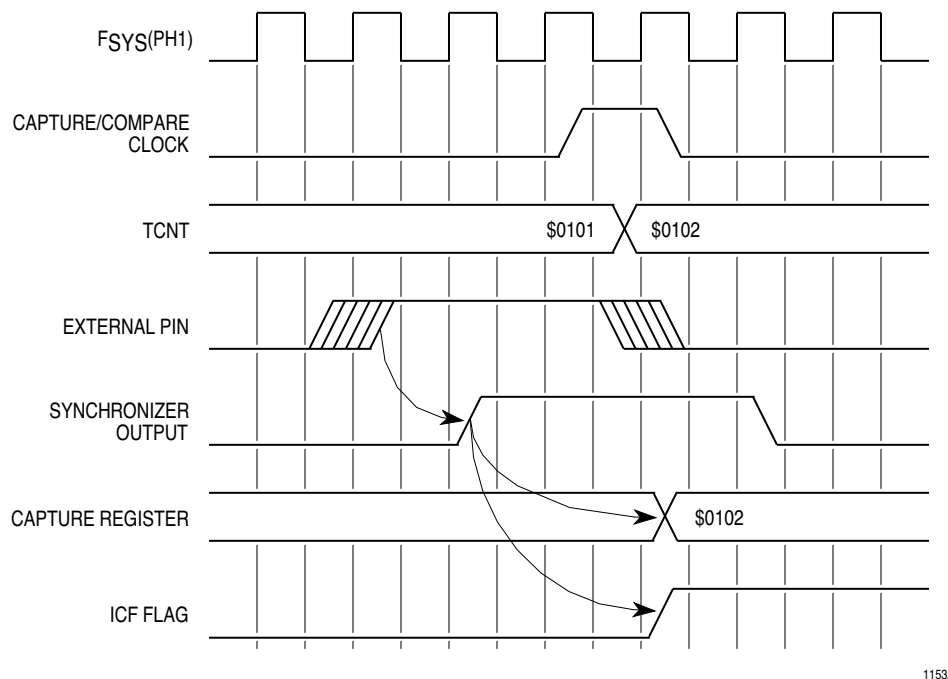 FSYS(PH1)
CAPTURE/COMPARE
CLOCK
TCNT
$0101
$0102
EXTERNAL PIN
SYNCHRONIZER
OUTPUT
CAPTURE REGISTER
$0102
ICF FLAG
1153